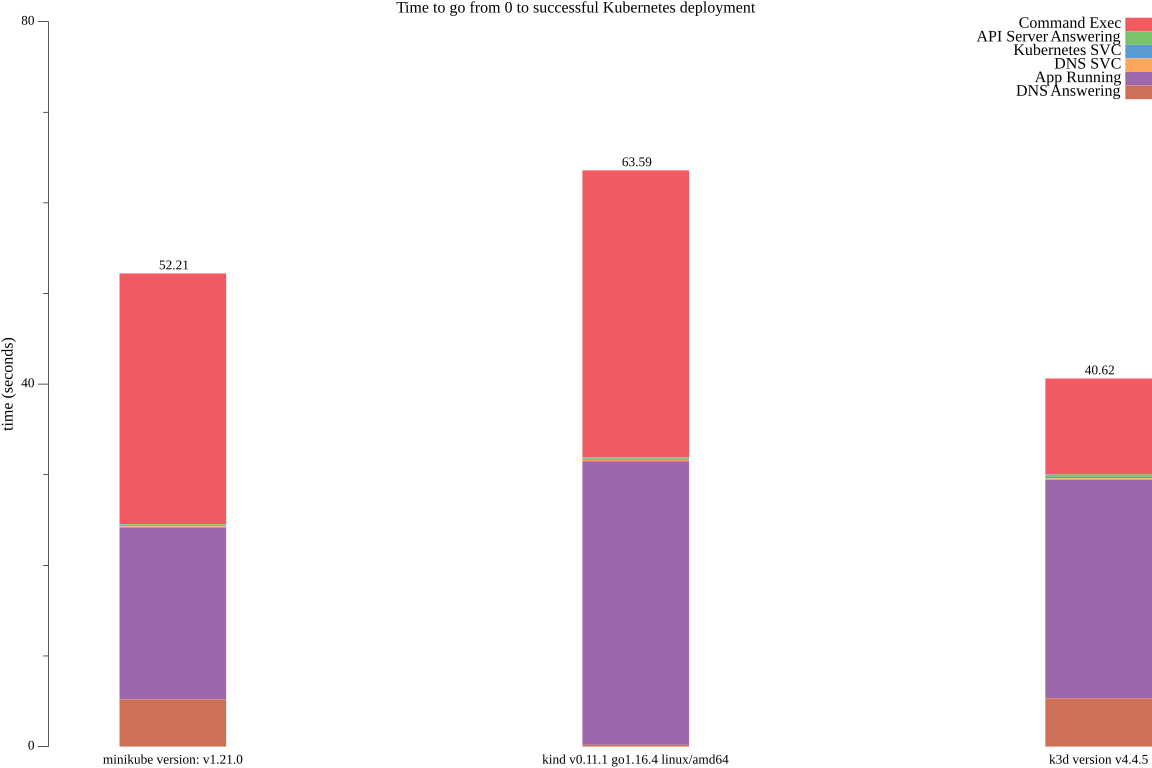 Time to go from 0 to successful Kubernetes deployment
80
Command Exec
API Server Answering
Kubernetes SVC
DNS SVC
App Running
DNS Answering
63.59
52.21
40.62
40
time (seconds)
0
minikube version: v1.21.0
kind v0.11.1 go1.16.4 linux/amd64
k3d version v4.4.5